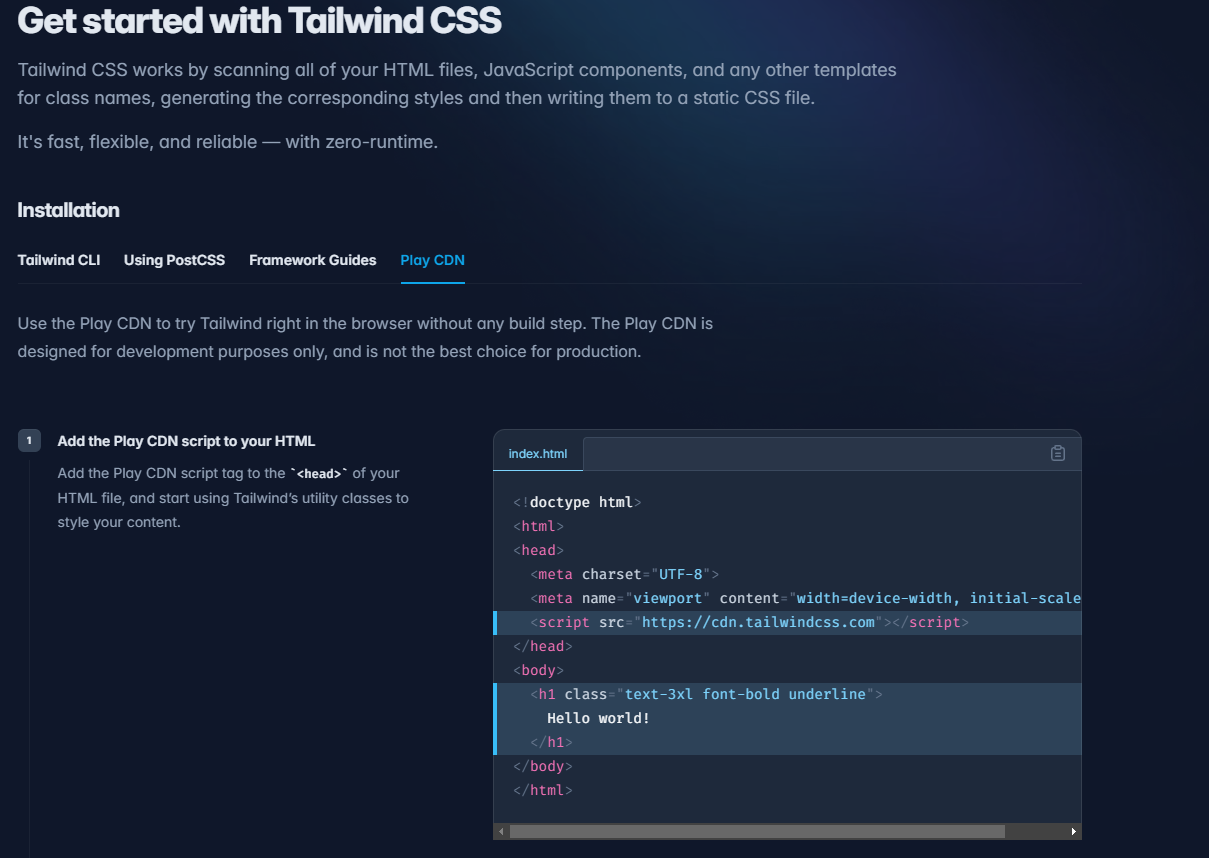 Get started with Tailwind CSS
Tailwind CSS works by scanning all of your HTML files, JavaScript components, and any other templates
for class names, generating the corresponding styles and then writing them to a static CSS file.
It's fast, flexible, and reliable — with zero-runtime.
Installation
Tailwind CLI Using PostCSS Framework Guides Play CDN
Use the Play CDN to try Tailwind right in the browser without any build step. The Play CDN is
designed for development purposes only, and is not the best choice for production.
1 Add the Play CDN script to your HTML
Add the Play CDN script tag to the `<head>` of your
HTML file, and start using Tailwind’s utility classes to
style your content.
index.html
<!doctype html>
<html>
<head>
  <meta charset="UTF-8">
  <meta name="viewport" content="width=device-width, initial-scale
  <script src="https://cdn.tailwindcss.com"></script>
</head>
<body>
  <h1 class="text-3xl font-bold underline">
    Hello world!
  </h1>
</body>
</html>